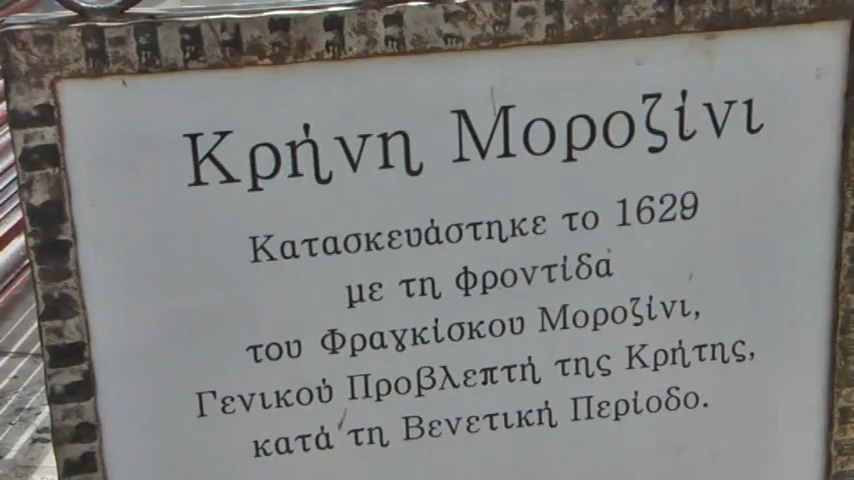 Κρήνη Μοροζίνι
Κατασκευάστηκε το 1629
με τη φροντίδα
του Φραγκίσκου Μοροζίνι,
Γενικού Προβλεπτή της Κρήτης,
κατά τη Βενετική Περίοδο.